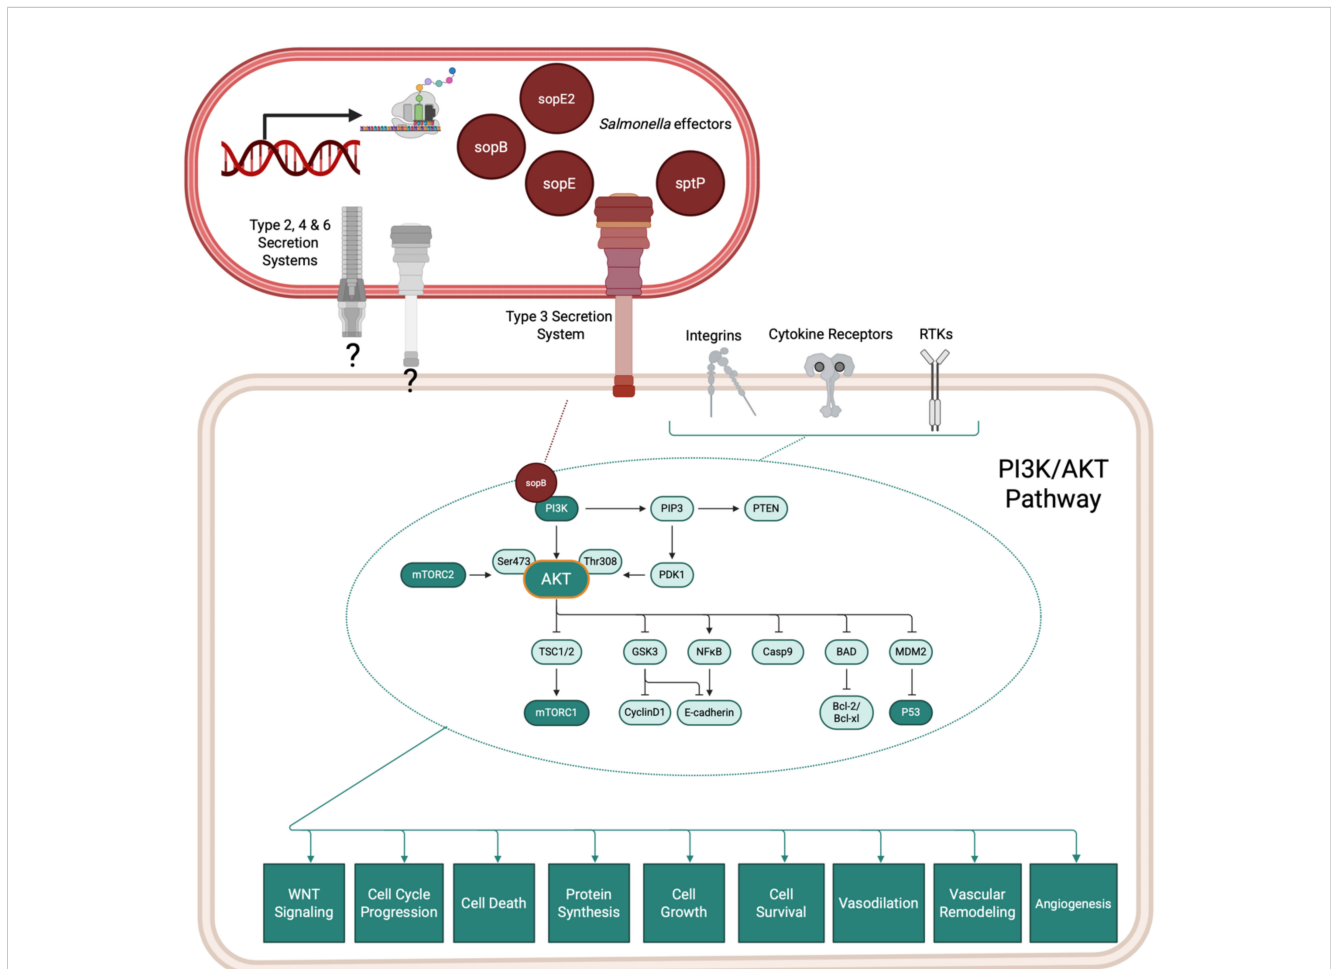 sopE2
Salmonella effectors
sopB
sopE
sptP
Type 2, 4 & 6
Secretion
Systems
Type 3 Secretion
System
?
?
Integrins
Cytokine Receptors
RTKs
PI3K/AKT
Pathway
sopB
PI3K
PIP3
PTEN
Ser473
Thr308
mTORC2
AKT
PDK1
TSC1/2
GSK3
NFκB
Casp9
BAD
MDM2
mTORC1
CyclinD1
E-cadherin
Bcl-2/
Bcl-xl
P53
WNT
Signaling
Cell Cycle
Progression
Cell Death
Protein
Synthesis
Cell
Growth
Cell
Survival
Vasodilation
Vascular
Remodeling
Angiogenesis